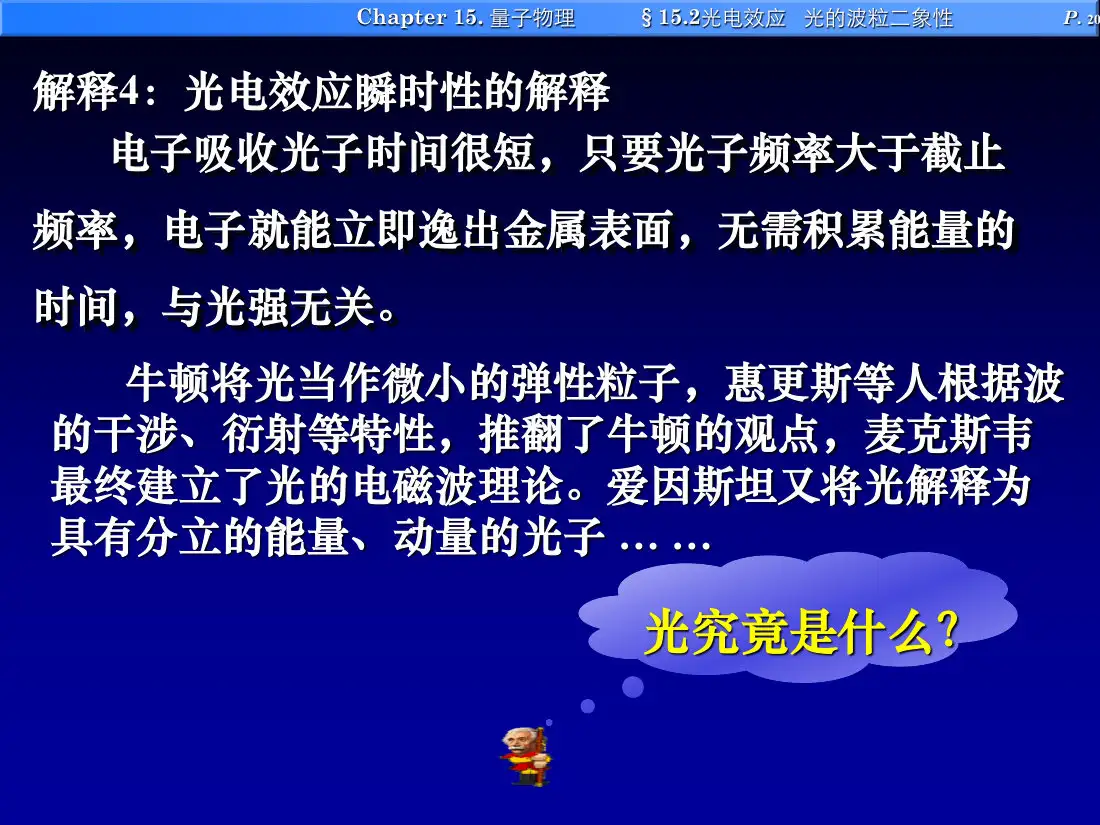 Chapter 15. 量子物理 §15.2光电效应 光的波粒二象性 P. 20
解释4：光电效应瞬时性的解释
电子吸收光子时间很短，只要光子频率大于截止
频率，电子就能立即逸出金属表面，无需积累能量的
时间，与光强无关。
牛顿将光当作微小的弹性粒子，惠更斯等人根据波
的干涉、衍射等特性，推翻了牛顿的观点，麦克斯韦
最终建立了光的电磁波理论。爱因斯坦又将光解释为
具有分立的能量、动量的光子 … …
光究竟是什么？